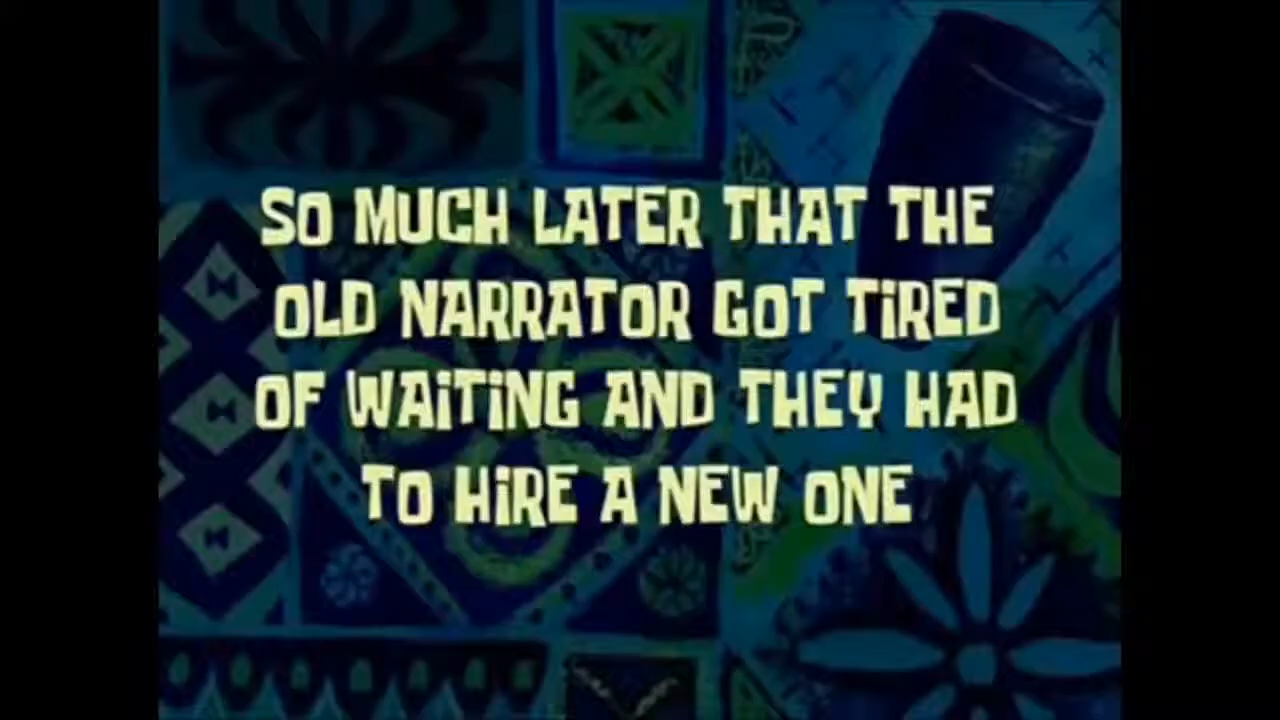 SO MUCH LATER THAT THE
OLD NARRATOR GOT TIRED
OF WAITING AND THEY HAD
TO HIRE A NEW ONE